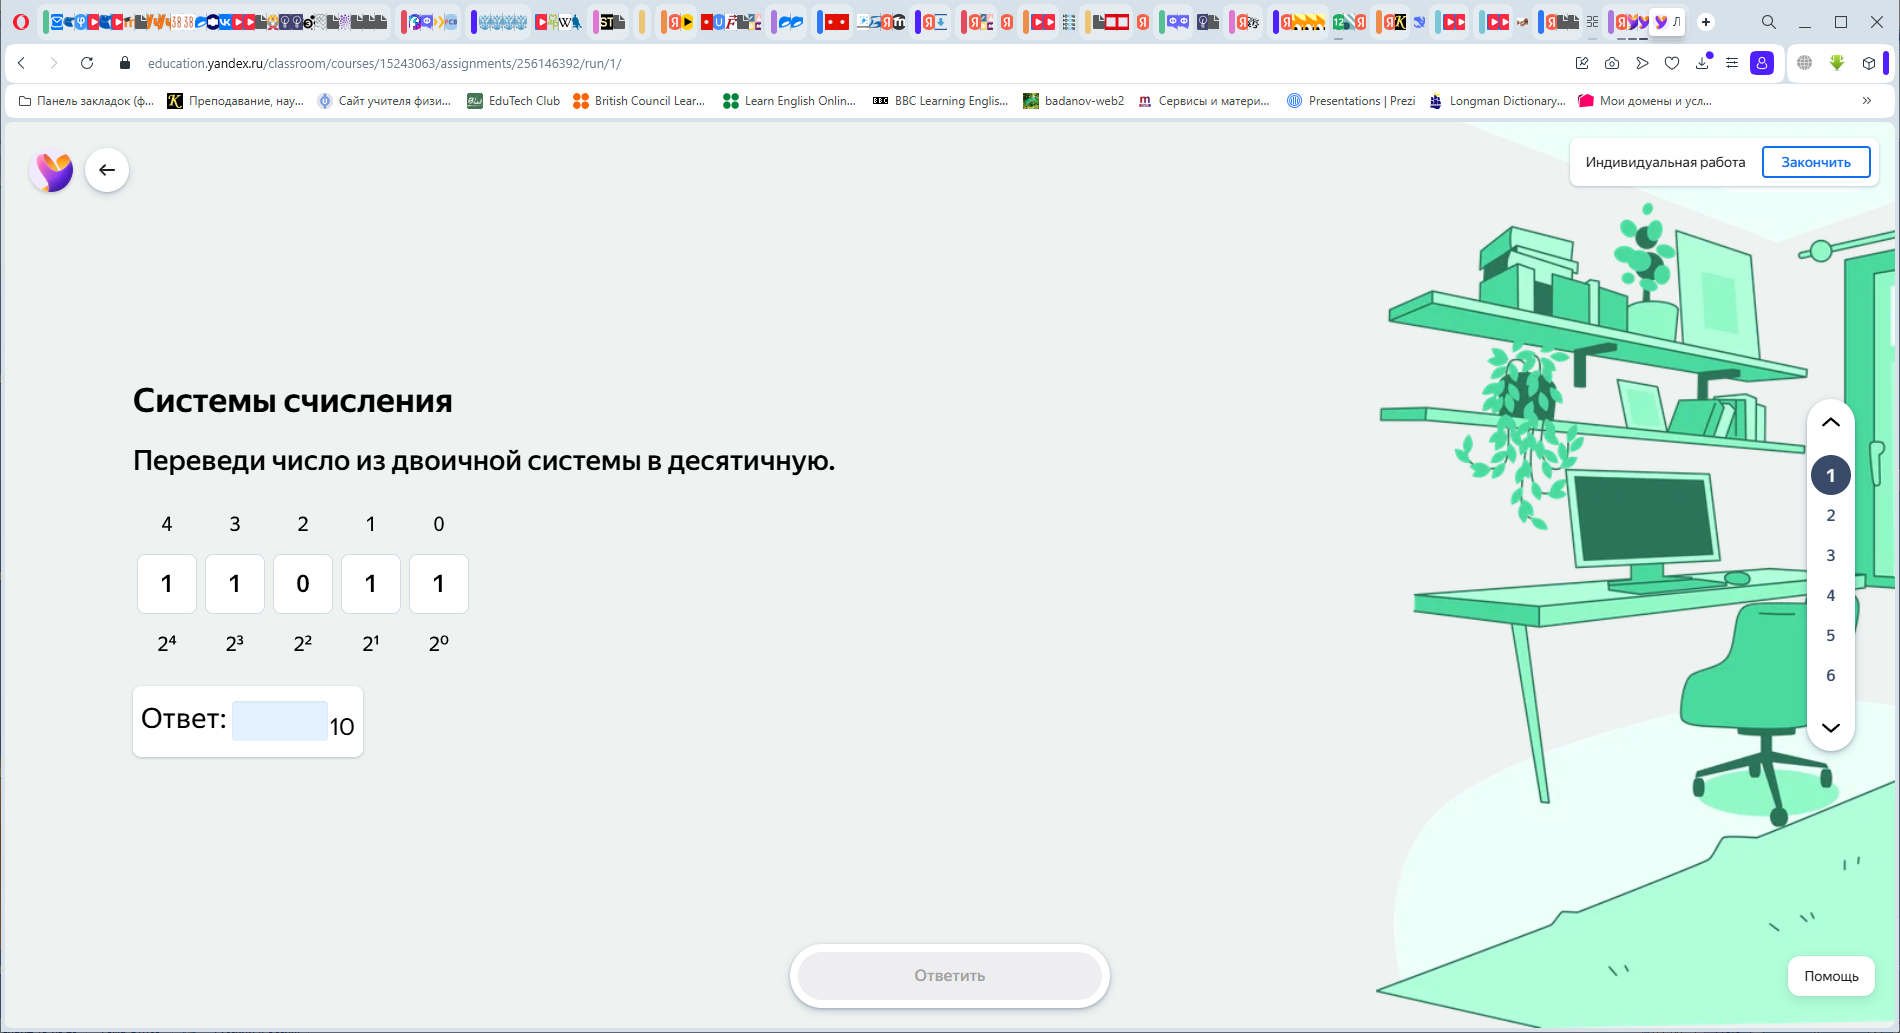 education.yandex.ru/classroom/courses/15243063/assignments/256146392/run/1/
Панель закладок (ф...
Преподавание, нау...
Сайт учителя физи...
EduTech Club
British Council Lear...
Learn English Onlin...
BBC Learning Englis...
badanov-web2
Сервисы и матери...
Presentations | Prezi
Longman Dictionary...
Мои домены и усл...
Индивидуальная работа
Закончить
Системы счисления
Переведи число из двоичной системы в десятичную.
4 3 2 1 0
1 1 0 1 1
2⁴ 2³ 2² 2¹ 2⁰
Ответ: 10
1
2
3
4
5
6
Ответить
Помощь